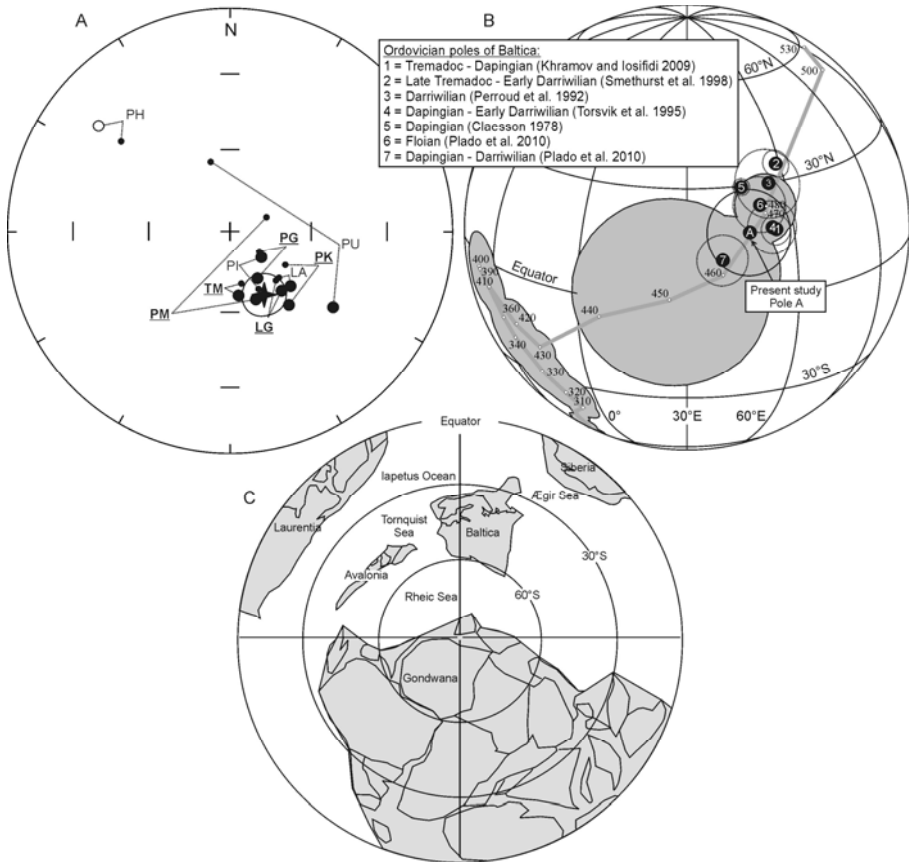 A
N
PH
PU
PG
PK
PI
LA
TM
PM
LG
B
Ordovician poles of Baltica:
1 = Tremadoc - Dapingian (Khramov and Iosifidi 2009)
2 = Late Tremadoc - Early Darriwilian (Smethurst et al. 1998)
3 = Darriwilian (Perroud et al. 1992)
4 = Dapingian - Early Darriwilian (Torsvik et al. 1995)
5 = Dapingian (Claesson 1978)
6 = Floian (Plado et al. 2010)
7 = Dapingian - Darriwilian (Plado et al. 2010)
530
60°N
500
30°N
2
5
3
6
480
470
4
1
A
7
460
Present study
Pole A
Equator
400
390
410
450
440
360
420
340
430
330
320
310
30°S
0°
30°E
60°E
C
Equator
Iapetus Ocean
Siberia
Ægir Sea
Laurentia
Tornquist
Sea
Baltica
Avalonia
30°S
Rheic Sea
60°S
Gondwana